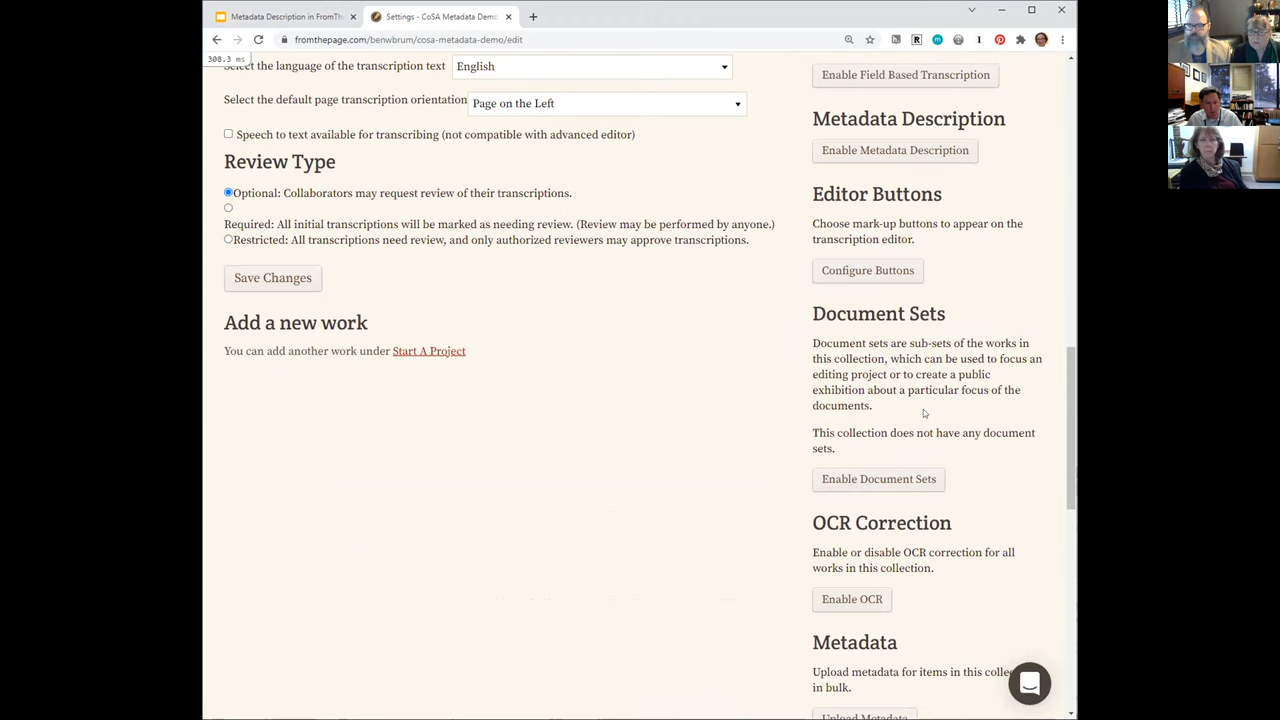 Metadata Description in FromTh
Settings - CoSA Metadata Demo
fromthepage.com/benwbrum/cosa-metadata-demo/edit
308.3 ms
Select the language of the transcription text
English
Select the default page transcription orientation
Page on the Left
Speech to text available for transcribing (not compatible with advanced editor)
Review Type
Optional: Collaborators may request review of their transcriptions.
Required: All initial transcriptions will be marked as needing review. (Review may be performed by anyone.)
Restricted: All transcriptions need review, and only authorized reviewers may approve transcriptions.
Save Changes
Add a new work
You can add another work under Start A Project
Enable Field Based Transcription
Metadata Description
Enable Metadata Description
Editor Buttons
Choose mark-up buttons to appear on the
transcription editor.
Configure Buttons
Document Sets
Document sets are sub-sets of the works in
this collection, which can be used to focus an
editing project or to create a public
exhibition about a particular focus of the
documents.
This collection does not have any document
sets.
Enable Document Sets
OCR Correction
Enable or disable OCR correction for all
works in this collection.
Enable OCR
Metadata
Upload metadata for items in this colle
in bulk.
Upload Metadata